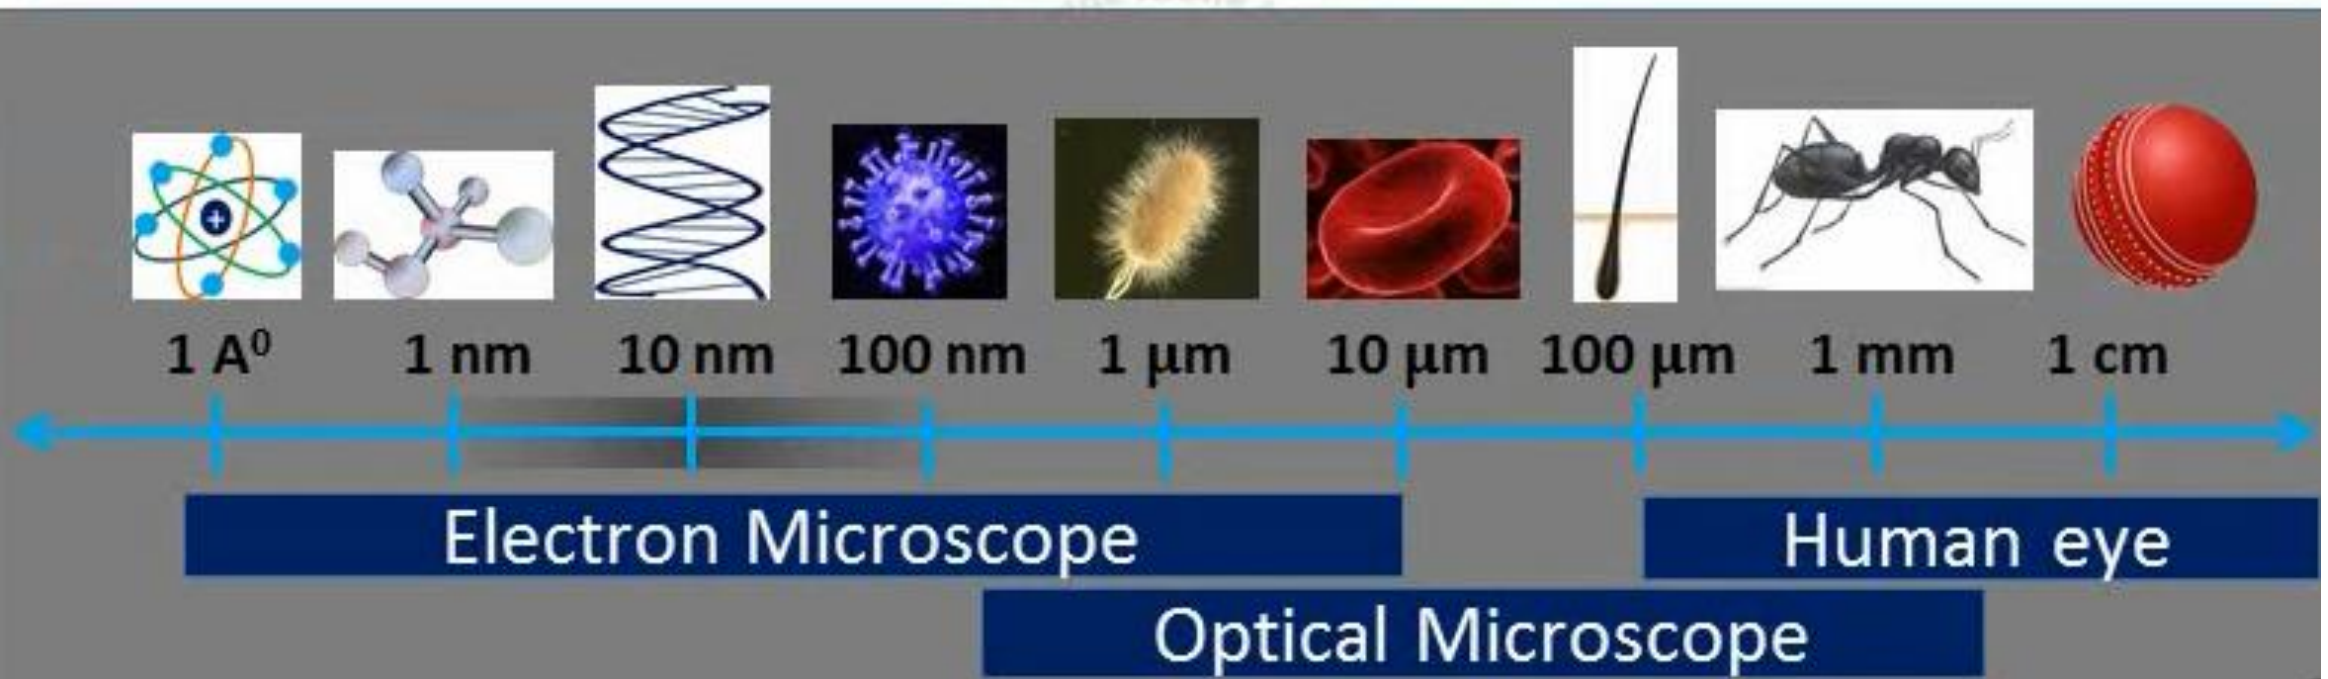 1 A⁰ 1 nm 10 nm 100 nm 1 µm 10 µm 100 µm 1 mm 1 cm
Electron Microscope Human eye
Optical Microscope